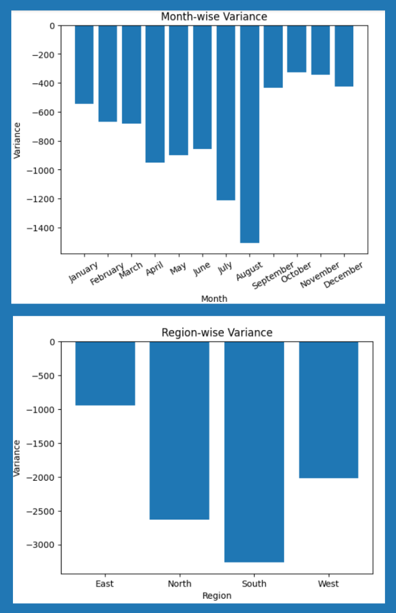 Month-wise Variance
0
−200
−400
−600
−800
−1000
−1200
−1400
Variance
January
February
March
April
May
June
July
August
September
October
November
December
Month
Region-wise Variance
0
−500
−1000
−1500
−2000
−2500
−3000
Variance
East
North
South
West
Region